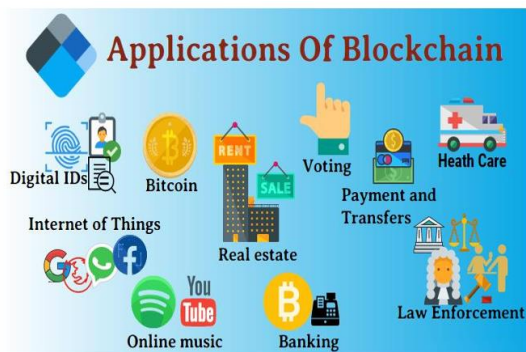 Applications Of Blockchain
Digital IDs
Bitcoin
RENT
SALE
Real estate
Voting
Payment and
Transfers
Heath Care
Internet of Things
You
Tube
Online music
Banking
Law Enforcement